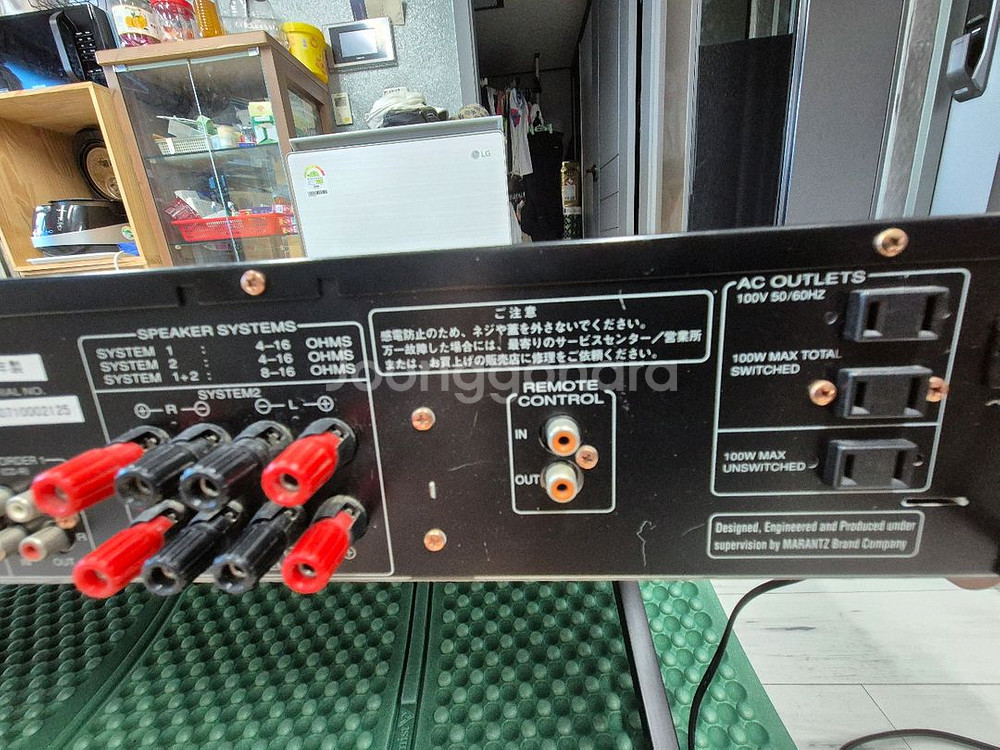 LG
SPEAKER SYSTEMS
SYSTEM 1 : 4-16 OHMS
SYSTEM 2 : 4-16 OHMS
SYSTEM 1+2 : 8-16 OHMS
SYSTEM2
R
L
ご注意
感電防止のため、ネジや蓋を外さないでください。
万一故障した場合には、最寄りのサービスセンター／営業所
または、お買上げの販売店に修理をご依頼ください。
REMOTE
CONTROL
IN
OUT
AC OUTLETS
100V 50/60HZ
100W MAX TOTAL
SWITCHED
100W MAX
UNSWITCHED
Designed, Engineered and Produced under
supervision by MARANTZ Brand Company
製
NO.
0710002125
R
OUT
Joonggonara